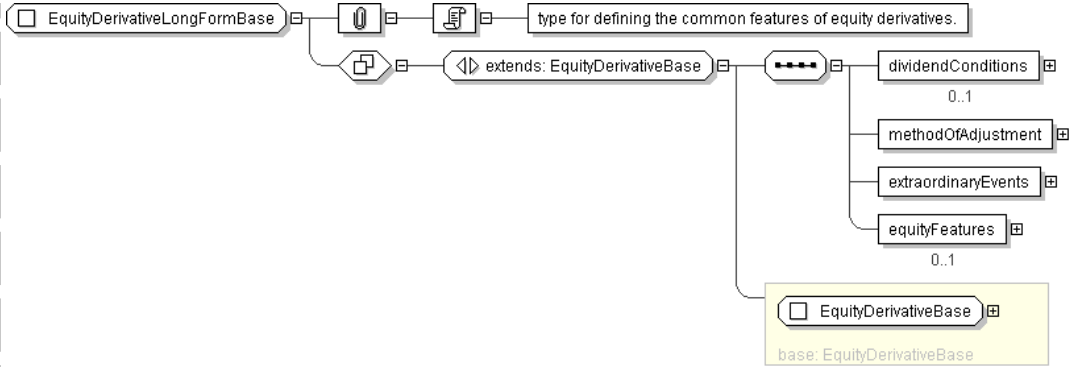 EquityDerivativeLongFormBase
type for defining the common features of equity derivatives.
extends: EquityDerivativeBase
dividendConditions
0..1
methodOfAdjustment
extraordinaryEvents
equityFeatures
0..1
EquityDerivativeBase
base: EquityDerivativeBase